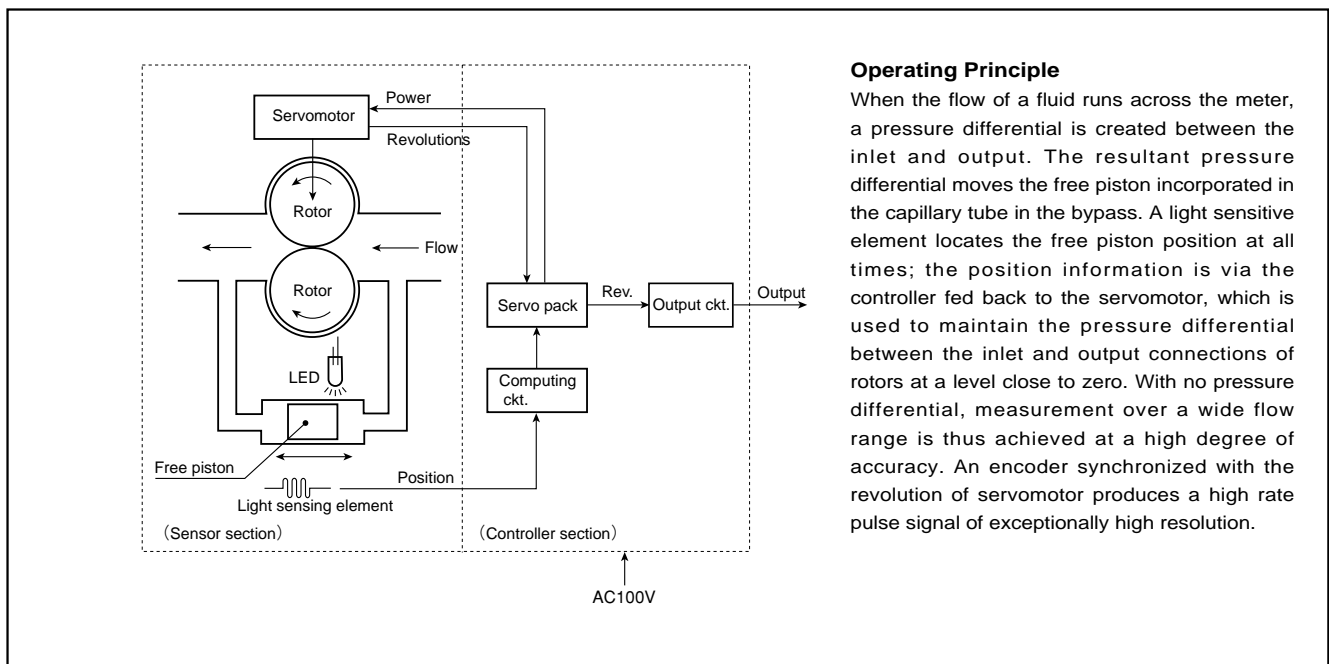 Power
Servomotor
Revolutions
Rotor
Flow
Rotor
LED
Free piston
Position
Light sensing element
(Sensor section)
Servo pack
Rev.
Output ckt.
Output
Computing
ckt.
(Controller section)
AC100V
Operating Principle
When the flow of a fluid runs across the meter,
a pressure differential is created between the
inlet and output. The resultant pressure
differential moves the free piston incorporated in
the capillary tube in the bypass. A light sensitive
element locates the free piston position at all
times; the position information is via the
controller fed back to the servomotor, which is
used to maintain the pressure differential
between the inlet and output connections of
rotors at a level close to zero. With no pressure
differential, measurement over a wide flow
range is thus achieved at a high degree of
accuracy. An encoder synchronized with the
revolution of servomotor produces a high rate
pulse signal of exceptionally high resolution.